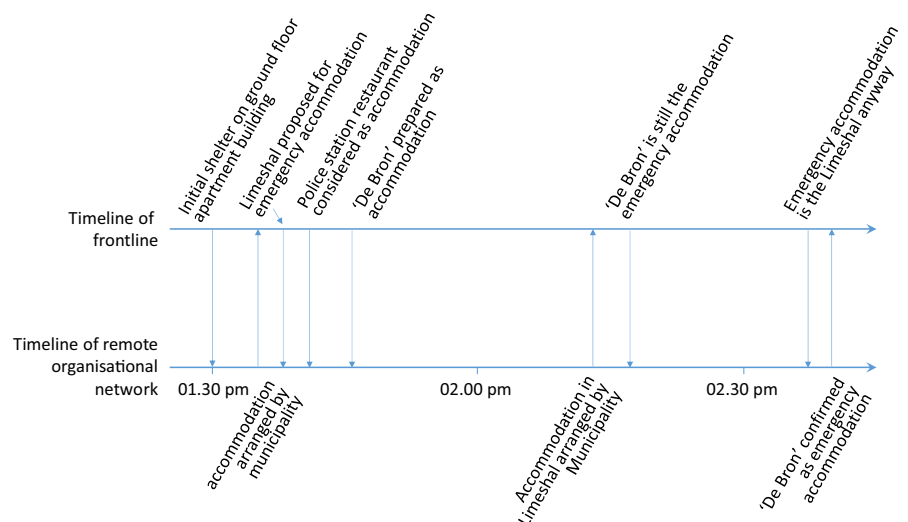 Initial shelter on ground floor
apartment building
Limeshal proposed for
emergency accommodation
Police station restaurant
considered as accommodation
‘De Bron’ prepared as
accommodation
‘De Bron’ is still the
emergency accommodation
Emergency accommodation
is the Limeshal anyway
Timeline of
frontline
Timeline of remote
organisational
network
01.30 pm
02.00 pm
02.30 pm
accommodation
arranged by
municipality
Accommodation in
Limeshal arranged by
Municipality
‘De Bron’ confirmed
as emergency
accommodation